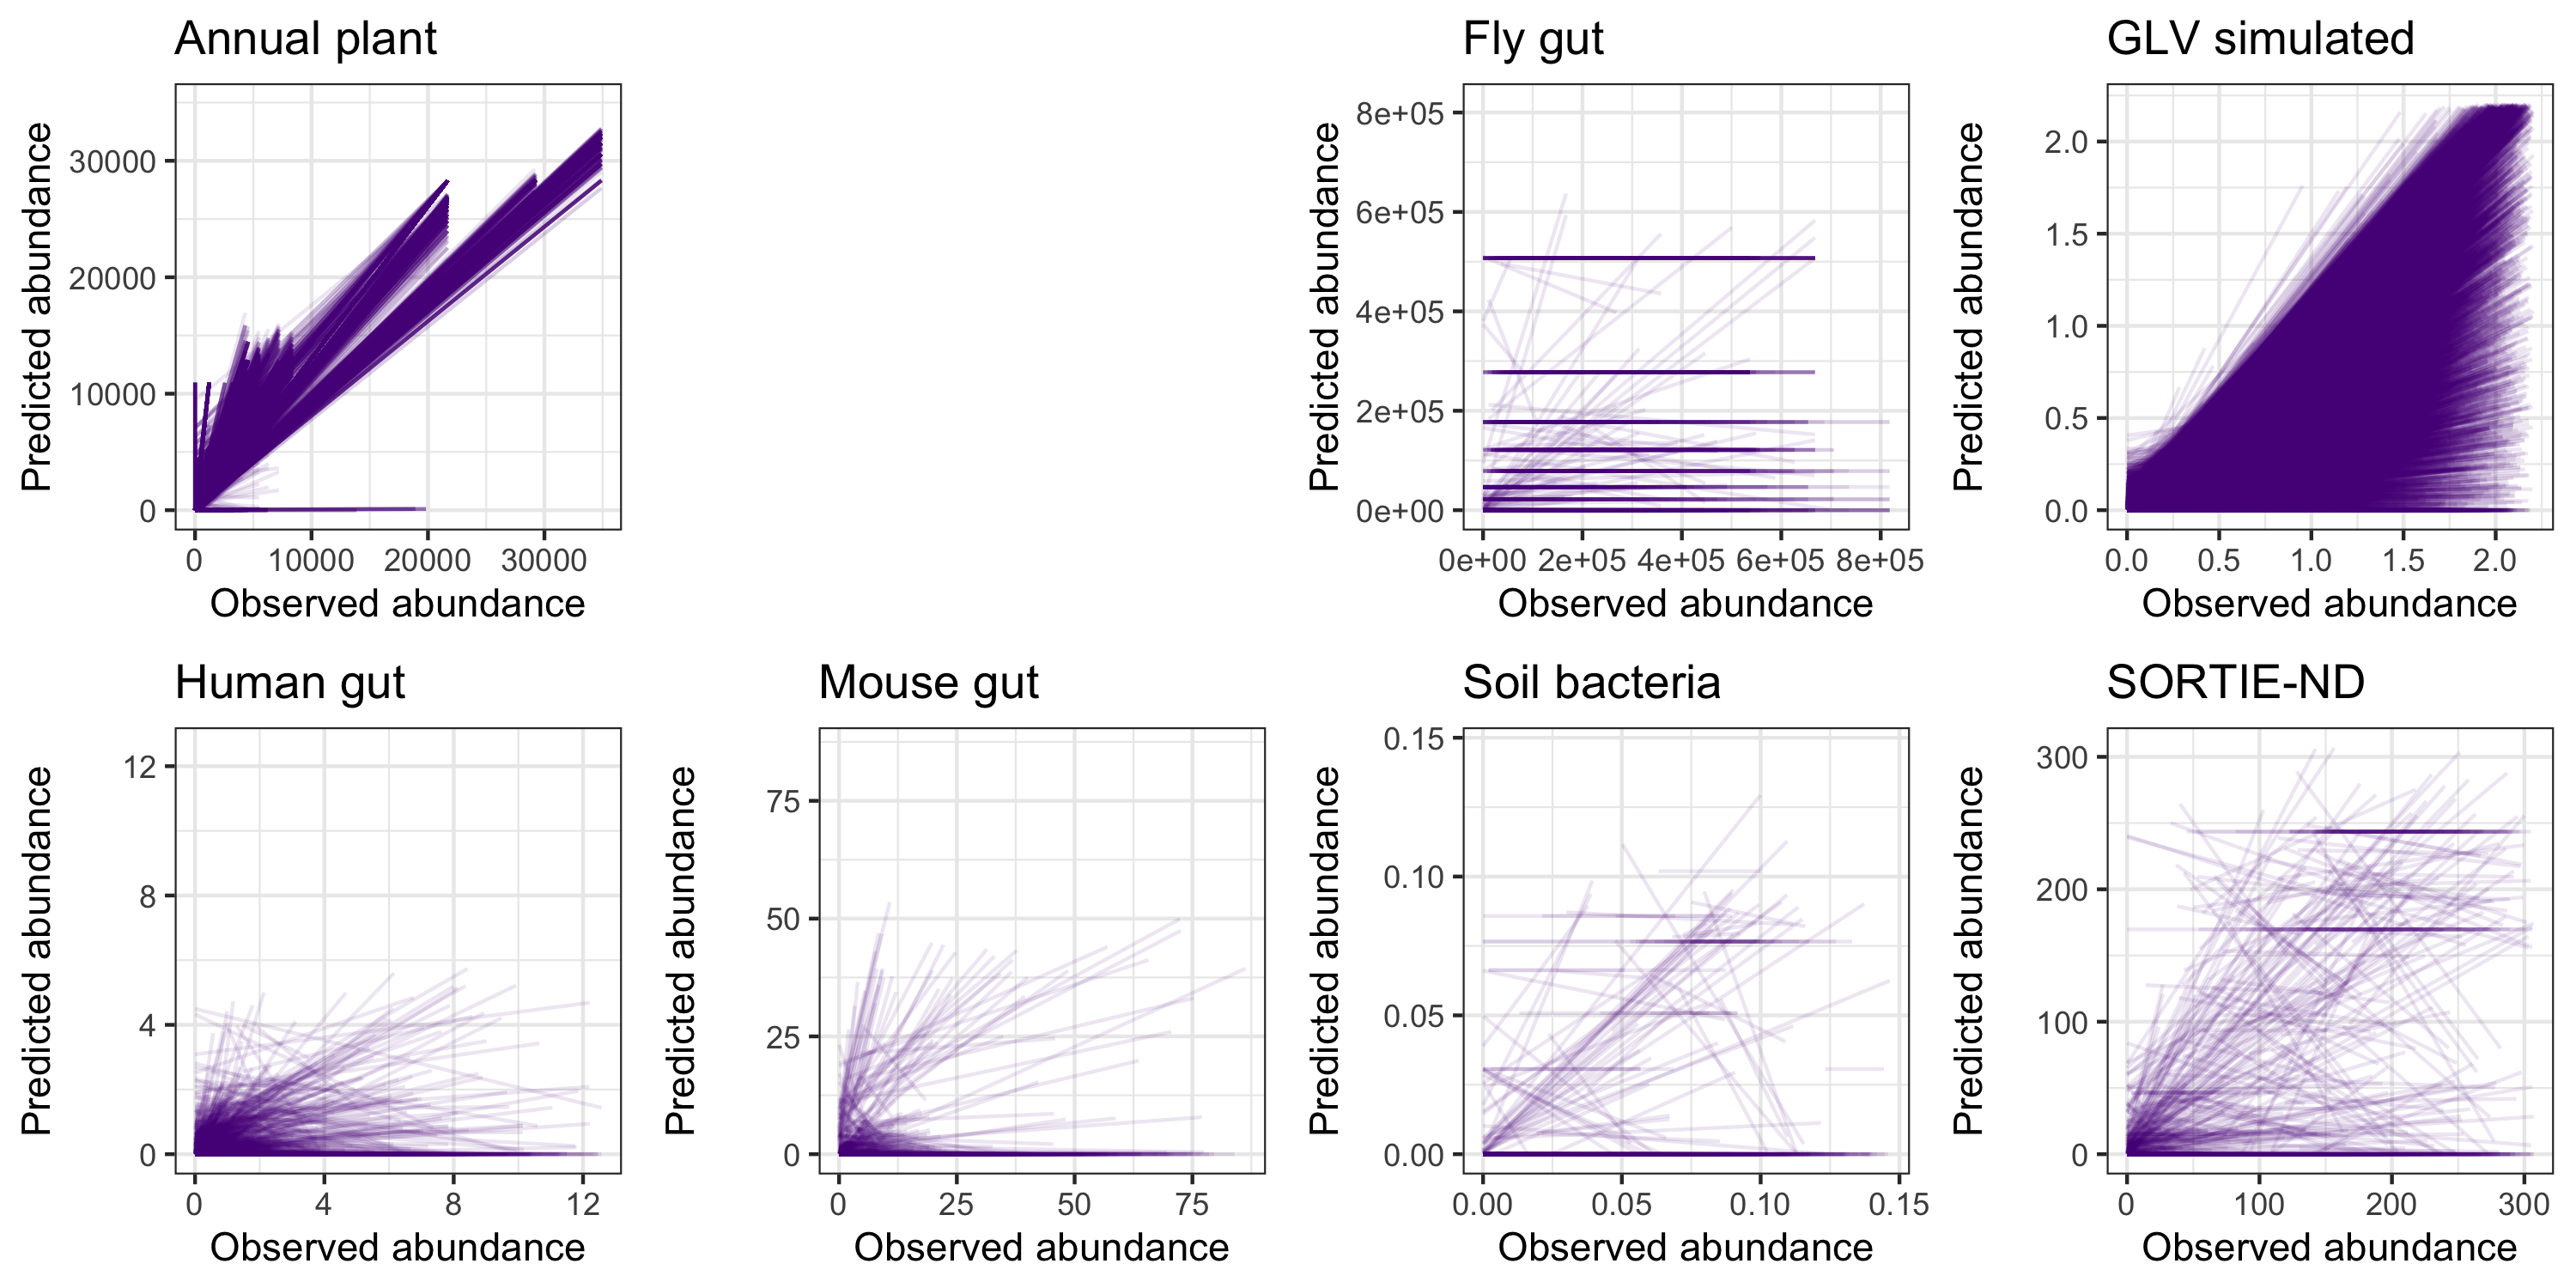 Annual plant
Predicted abundance
30000
20000
10000
0
0 10000 20000 30000
Observed abundance
Fly gut
Predicted abundance
8e+05
6e+05
4e+05
2e+05
0e+00
0e+00 2e+05 4e+05 6e+05 8e+05
Observed abundance
GLV simulated
Predicted abundance
2.0
1.5
1.0
0.5
0.0
0.0 0.5 1.0 1.5 2.0
Observed abundance
Human gut
Predicted abundance
12
8
4
0
0 4 8 12
Observed abundance
Mouse gut
Predicted abundance
75
50
25
0
0 25 50 75
Observed abundance
Soil bacteria
Predicted abundance
0.15
0.10
0.05
0.00
0.00 0.05 0.10 0.15
Observed abundance
SORTIE-ND
Predicted abundance
300
200
100
0
0 100 200 300
Observed abundance